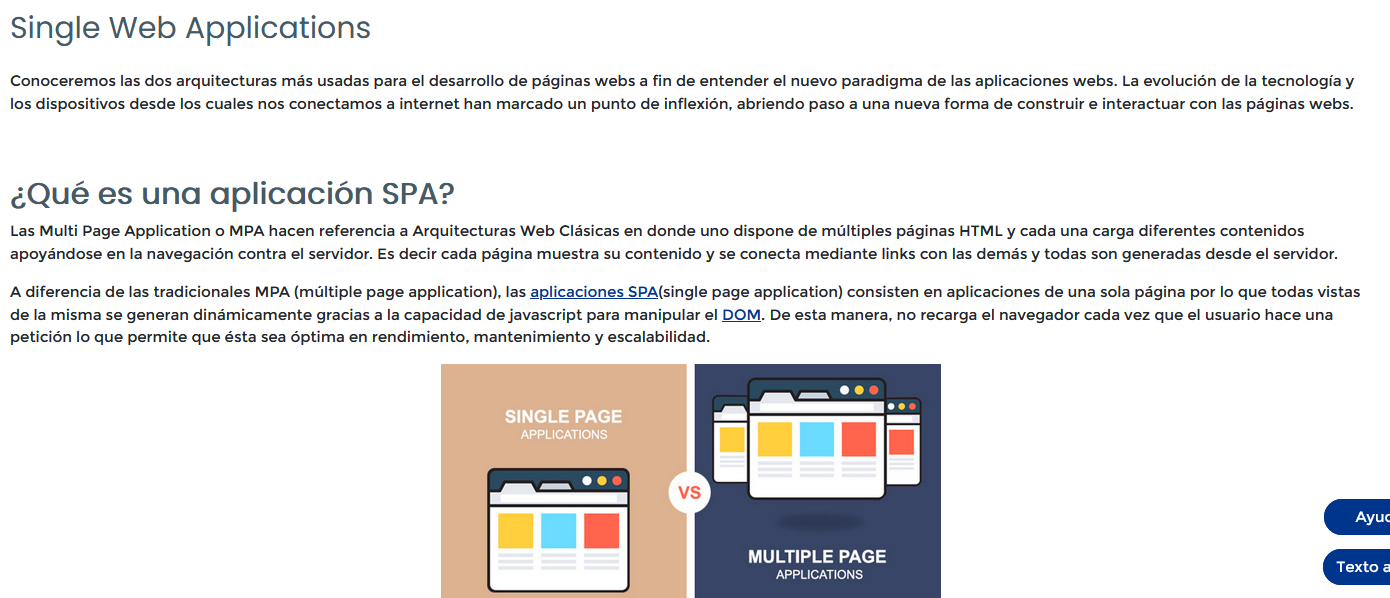 Single Web Applications
Conoceremos las dos arquitecturas más usadas para el desarrollo de páginas webs a fin de entender el nuevo paradigma de las aplicaciones webs. La evolución de la tecnología y
los dispositivos desde los cuales nos conectamos a internet han marcado un punto de inflexión, abriendo paso a una nueva forma de construir e interactuar con las páginas webs.
¿Qué es una aplicación SPA?
Las Multi Page Application o MPA hacen referencia a Arquitecturas Web Clásicas en donde uno dispone de múltiples páginas HTML y cada una carga diferentes contenidos
apoyándose en la navegación contra el servidor. Es decir cada página muestra su contenido y se conecta mediante links con las demás y todas son generadas desde el servidor.
A diferencia de las tradicionales MPA (múltiple page application), las aplicaciones SPA(single page application) consisten en aplicaciones de una sola página por lo que todas vistas
de la misma se generan dinámicamente gracias a la capacidad de javascript para manipular el DOM. De esta manera, no recarga el navegador cada vez que el usuario hace una
petición lo que permite que ésta sea óptima en rendimiento, mantenimiento y escalabilidad.
SINGLE PAGE
APPLICATIONS
VS
MULTIPLE PAGE
APPLICATIONS
Ayu
Texto a